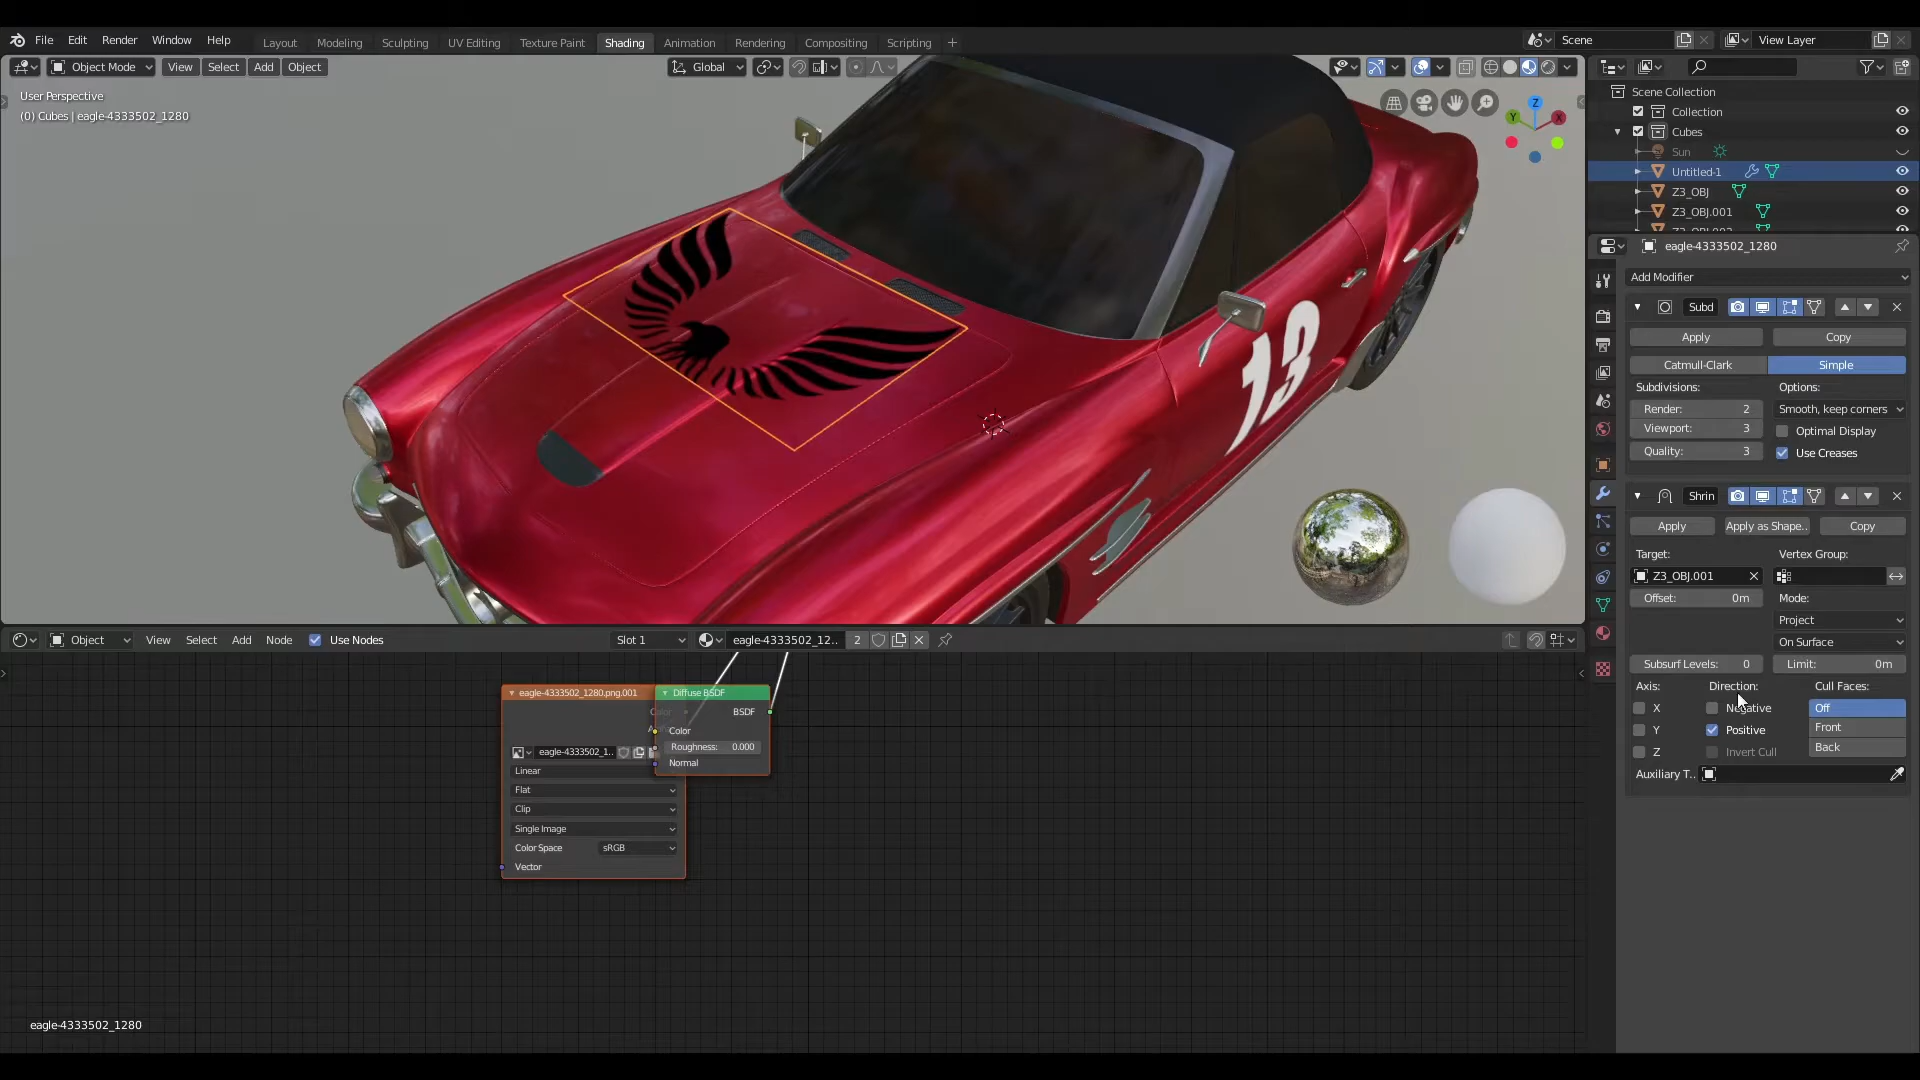 File Edit Render Window Help Layout Modeling Sculpting UV Editing Texture Paint Shading Animation Rendering Compositing Scripting + Scene View Layer
Object Mode View Select Add Object Global
User Perspective
(0) Cubes | eagle-4333502_1280
Z
Y
X
13
Scene Collection
Collection
Cubes
Sun
Untitled-1
Z3_OBJ
Z3_OBJ.001
eagle-4333502_1280
Add Modifier
Subd
Apply Copy
Catmull-Clark Simple
Subdivisions: Options:
Render: 2 Smooth, keep corners
Viewport: 3 Optimal Display
Quality: 3 Use Creases
Shrin
Apply Apply as Shape.. Copy
Target: Vertex Group:
Z3_OBJ.001
Offset: 0m Mode:
Project
On Surface
Subsurf Levels: 0 Limit: 0m
Axis: Direction: Cull Faces:
X Negative Off
Y Positive Front
Z Invert Cull Back
Auxiliary T..
Object View Select Add Node Use Nodes Slot 1 eagle-4333502_12.. 2
eagle-4333502_1280.png.001 Diffuse BSDF
Color BSDF
Color
eagle-4333502_1.. Roughness: 0.000
Linear Normal
Flat
Clip
Single Image
Color Space sRGB
Vector
eagle-4333502_1280